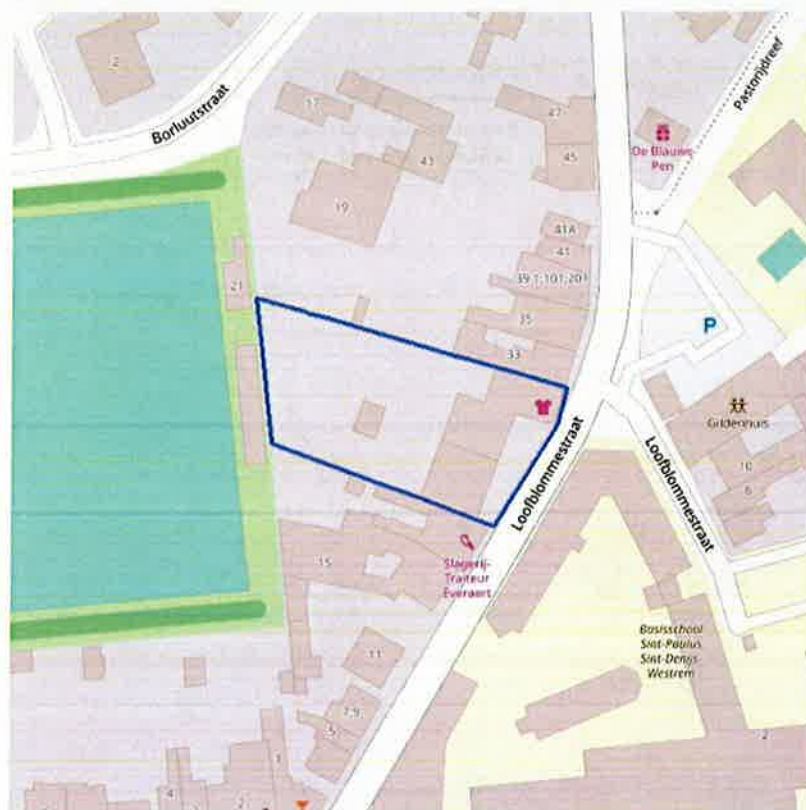 2
Borluutstraat
17
43
47
45
19
De Blauwe
Pen
Pastorijdreef
41A
41
39.1;101;201
21
35
33
P
Gildenhuis
10
8
Loofblommestraat
Loofblommestraat
Slagerij-
Traiteur
Everaert
15
11
7;9
5
Basisschool
Sint-Paulus
Sint-Denijs-
Westrem
2
1
4
2